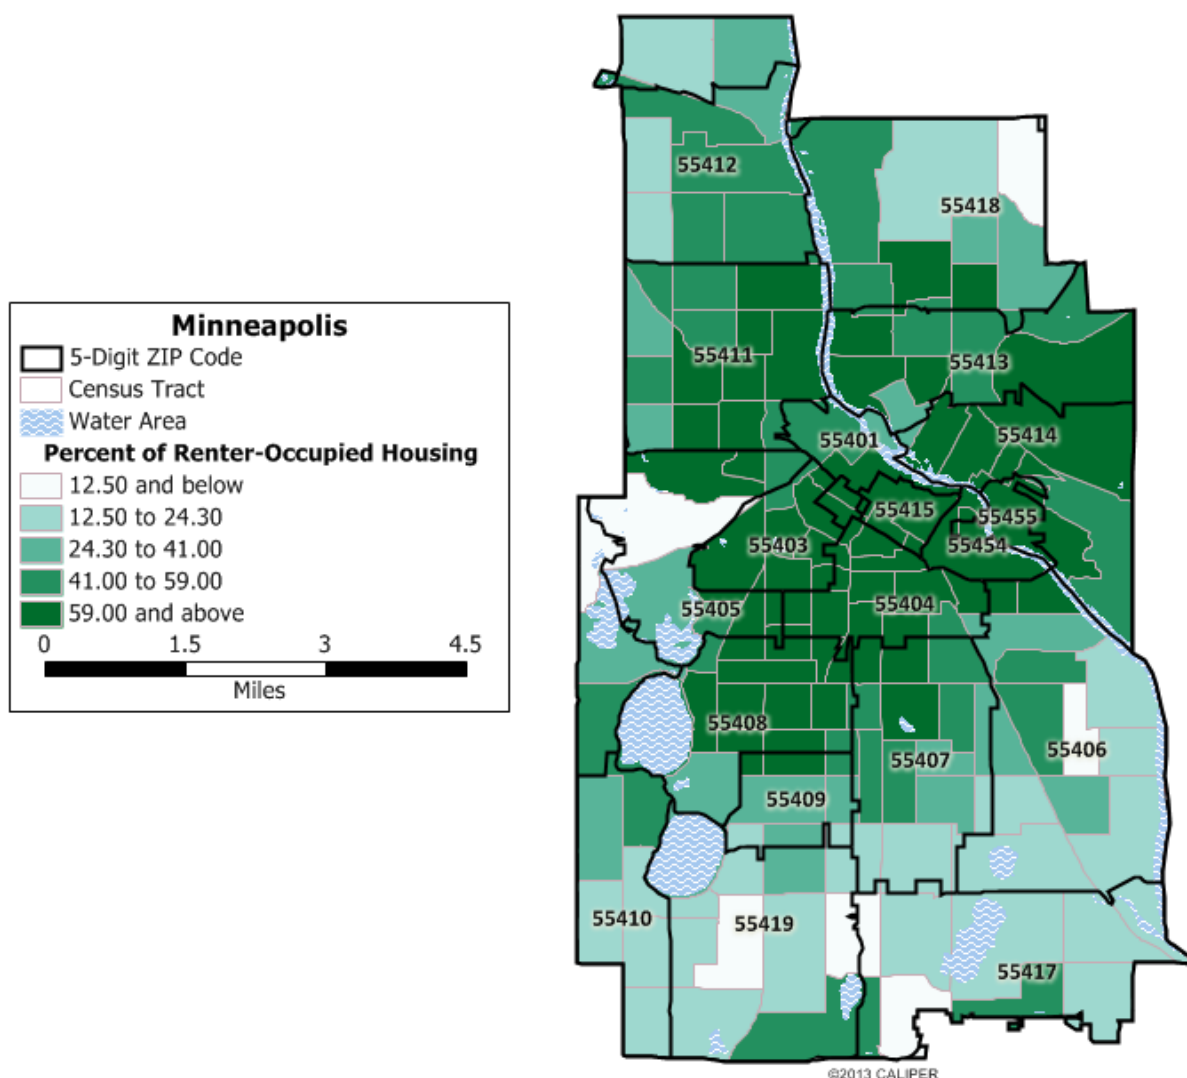 Minneapolis
5-Digit ZIP Code
Census Tract
Water Area
Percent of Renter-Occupied Housing
12.50 and below
12.50 to 24.30
24.30 to 41.00
41.00 to 59.00
59.00 and above
0 1.5 3 4.5
Miles
55412
55418
55411
55413
55401
55414
55415
55455
55403
55454
55405
55404
55408
55406
55407
55409
55410
55419
55417
©2013 CALIPER